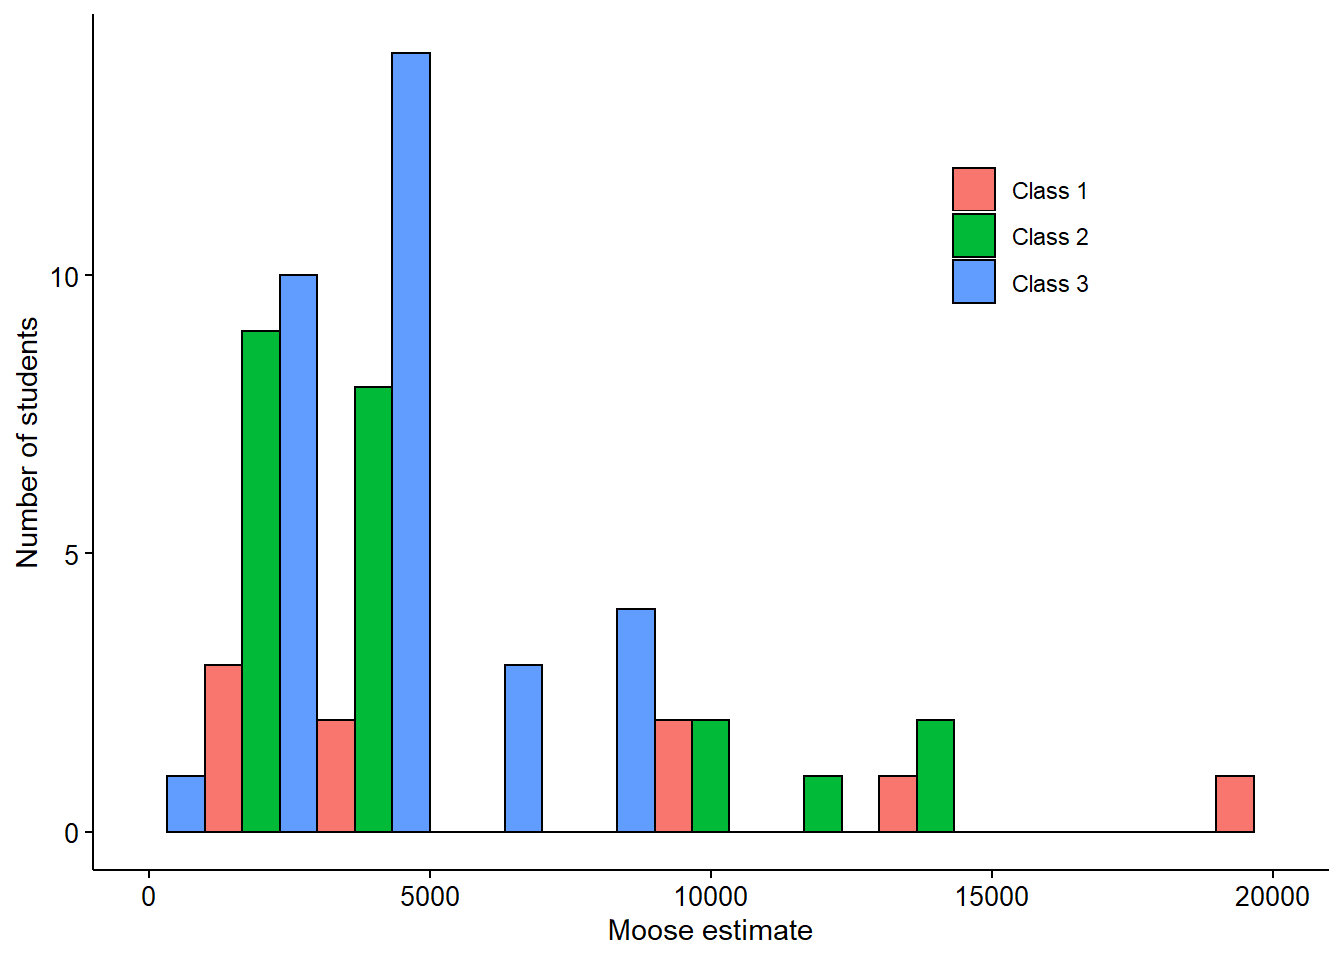 Number of students
10
5
0
Class 1
Class 2
Class 3
0 5000 10000 15000 20000
Moose estimate